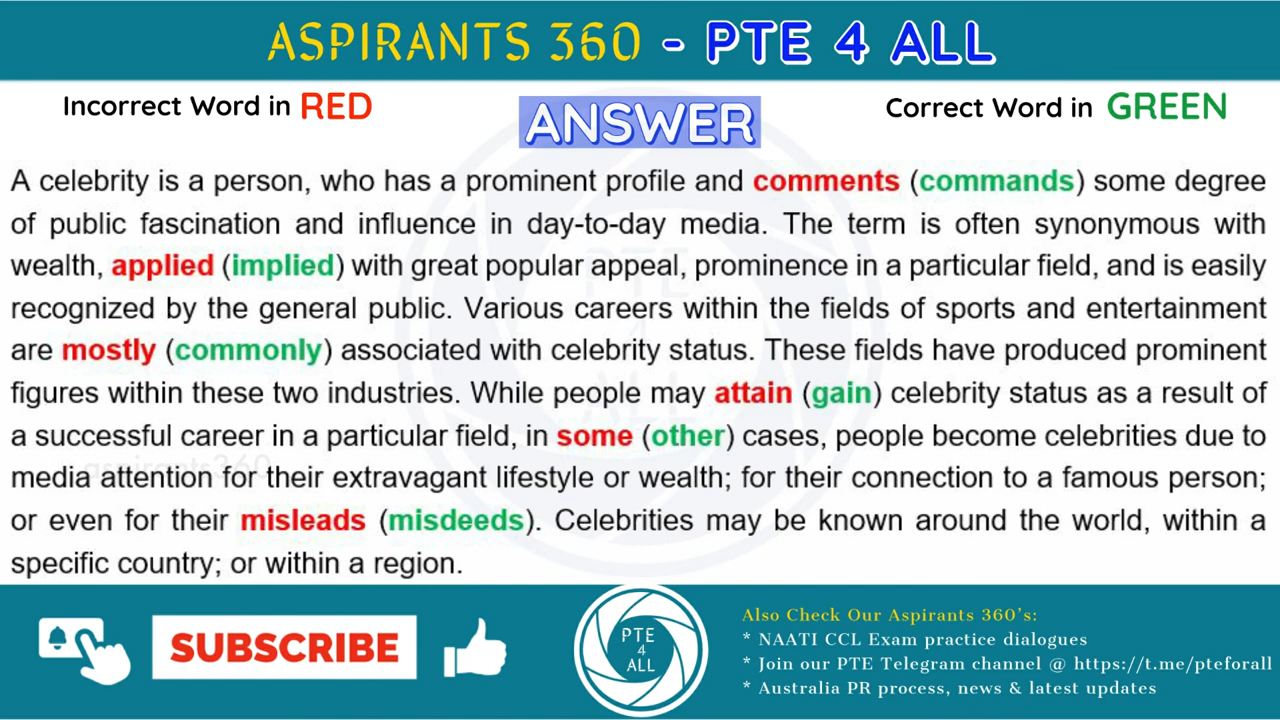 ASPIRANTS 360 - PTE 4 ALL
Incorrect Word in RED
ANSWER
Correct Word in GREEN
A celebrity is a person, who has a prominent profile and comments (commands) some degree
of public fascination and influence in day-to-day media. The term is often synonymous with
wealth, applied (implied) with great popular appeal, prominence in a particular field, and is easily
recognized by the general public. Various careers within the fields of sports and entertainment
are mostly (commonly) associated with celebrity status. These fields have produced prominent
figures within these two industries. While people may attain (gain) celebrity status as a result of
a successful career in a particular field, in some (other) cases, people become celebrities due to
media attention for their extravagant lifestyle or wealth; for their connection to a famous person;
or even for their misleads (misdeeds). Celebrities may be known around the world, within a
specific country; or within a region.
PTE
4
ALL
aspirants360
SUBSCRIBE
PTE
4
ALL
Also Check Our Aspirants 360's:
* NAATI CCL Exam practice dialogues
* Join our PTE Telegram channel @ https://t.me/pteforall
* Australia PR process, news & latest updates